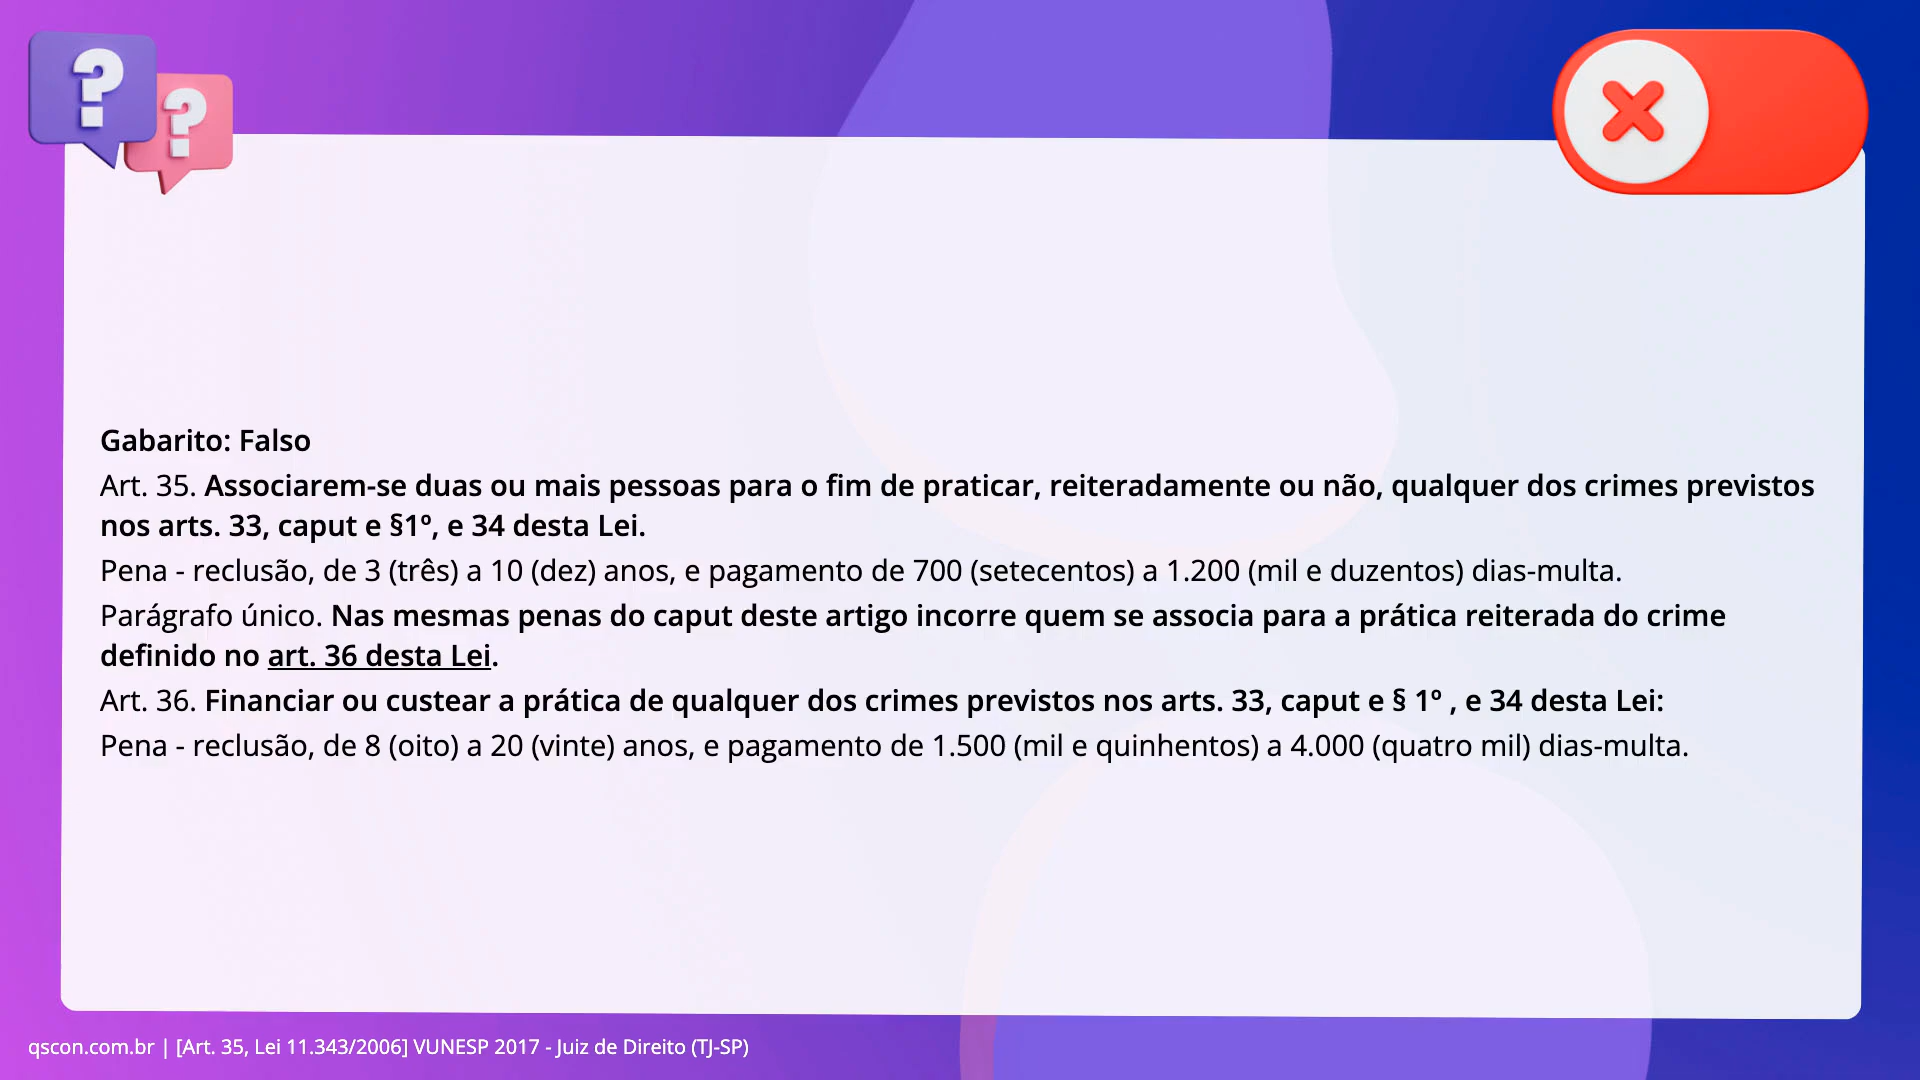 Gabarito: Falso
Art. 35. Associarem-se duas ou mais pessoas para o fim de praticar, reiteradamente ou não, qualquer dos crimes previstos
nos arts. 33, caput e §1º, e 34 desta Lei.
Pena - reclusão, de 3 (três) a 10 (dez) anos, e pagamento de 700 (setecentos) a 1.200 (mil e duzentos) dias-multa.
Parágrafo único. Nas mesmas penas do caput deste artigo incorre quem se associa para a prática reiterada do crime
definido no art. 36 desta Lei.
Art. 36. Financiar ou custear a prática de qualquer dos crimes previstos nos arts. 33, caput e § 1º , e 34 desta Lei:
Pena - reclusão, de 8 (oito) a 20 (vinte) anos, e pagamento de 1.500 (mil e quinhentos) a 4.000 (quatro mil) dias-multa.
qscon.com.br | [Art. 35, Lei 11.343/2006] VUNESP 2017 - Juiz de Direito (TJ-SP)